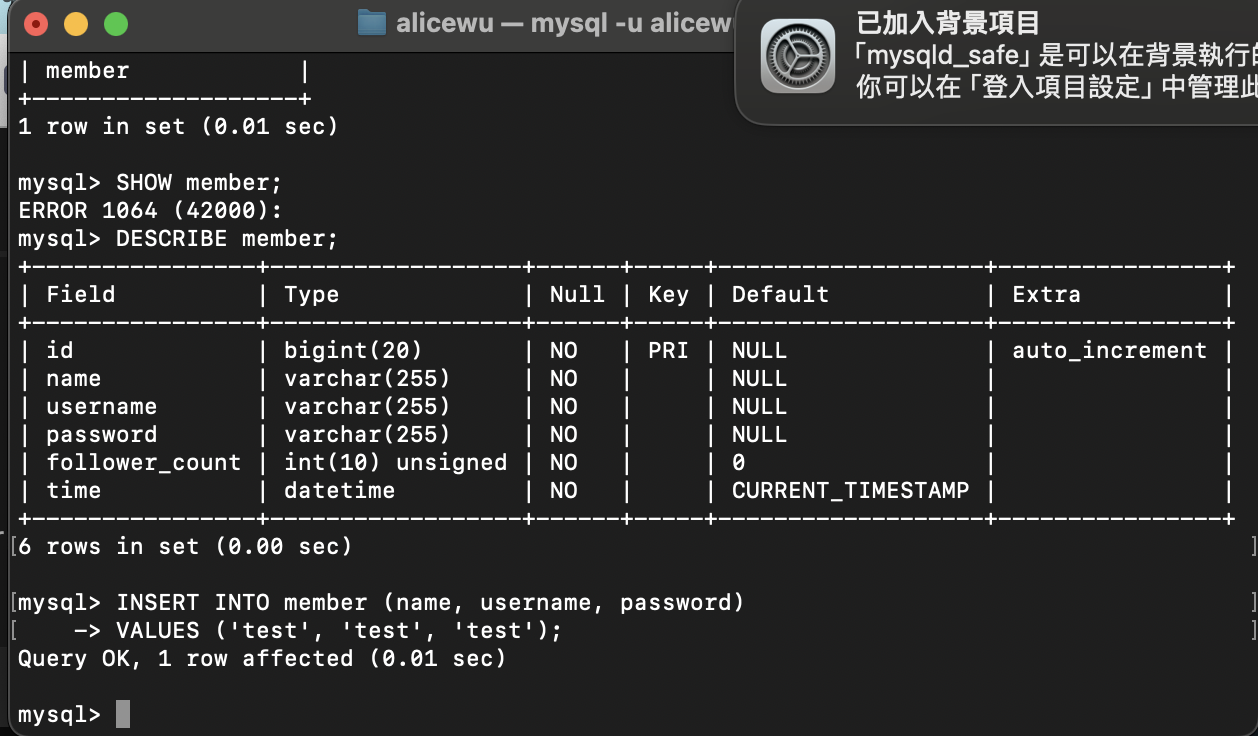 alicewu — mysql -u alicew
已加入背景項目
「mysqld_safe」是可以在背景執行
你可以在「登入項目設定」中管理此
| member            |
+-------------------+
1 row in set (0.01 sec)
mysql> SHOW member;
ERROR 1064 (42000):
mysql> DESCRIBE member;
+----------------+------------------+------+-----+-------------------+----------------+
| Field          | Type             | Null | Key | Default           | Extra          |
+----------------+------------------+------+-----+-------------------+----------------+
| id             | bigint(20)       | NO   | PRI | NULL              | auto_increment |
| name           | varchar(255)     | NO   |     | NULL              |                |
| username       | varchar(255)     | NO   |     | NULL              |                |
| password       | varchar(255)     | NO   |     | NULL              |                |
| follower_count | int(10) unsigned | NO   |     | 0                 |                |
| time           | datetime         | NO   |     | CURRENT_TIMESTAMP |                |
+----------------+------------------+------+-----+-------------------+----------------+
[6 rows in set (0.00 sec) ]
[mysql> INSERT INTO member (name, username, password) ]
[    -> VALUES ('test', 'test', 'test'); ]
Query OK, 1 row affected (0.01 sec)
mysql>